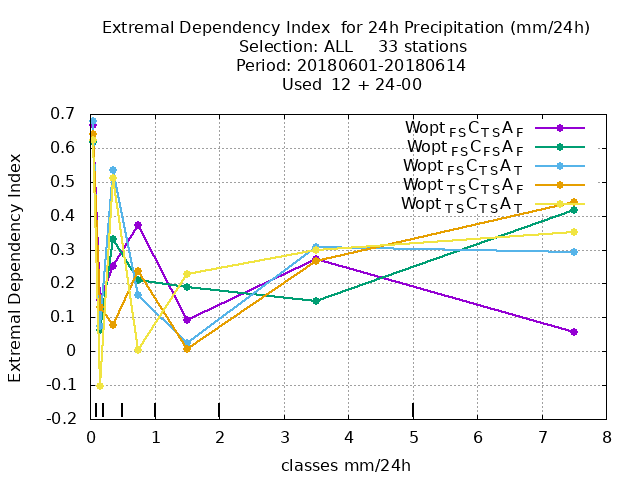 Extremal Dependency Index  for 24h Precipitation (mm/24h)
Selection: ALL     33 stations
Period: 20180601-20180614
Used  12 + 24-00
Extremal Dependency Index
0.7
0.6
0.5
0.4
0.3
0.2
0.1
0
-0.1
-0.2
Wopt FS C TS A F
Wopt FS C FS A F
Wopt FS C TS A T
Wopt TS C TS A F
Wopt TS C TS A T
0 1 2 3 4 5 6 7 8
classes mm/24h